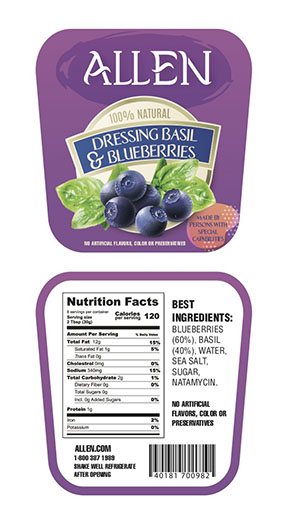 ALLEN
100% NATURAL
DRESSING BASIL
& BLUEBERRIES
MADE BY
PERSONS WITH
SPECIAL
CAPABILITIES
NO ARTIFICIAL FLAVORS, COLOR OR PRESERVATIVES
Nutrition Facts
8 servings per container
Serving size
2 Tbsp (30g)
Calories
per serving 120
Amount Per Serving % Daily Value
Total Fat 12g 15%
Saturated Fat 1g 5%
Trans Fat 0g
Cholestral 0mg 0%
Sodium 340mg 15%
Total Carbohydrate 2g 1%
Dietary Fiber 0g 0%
Total Sugars 0g
Incl. 0g Added Sugars 0%
Protein 1g
Iron 2%
Potassium 0%
BEST
INGREDIENTS:
BLUEBERRIES
(60%), BASIL
(40%), WATER,
SEA SALT,
SUGAR,
NATAMYCIN.
NO ARTIFICIAL
FLAVORS, COLOR OR
PRESERVATIVES
ALLEN.COM
1-800 387 1989
SHAKE WELL REFRIGERATE
AFTER OPENING
40181 700982